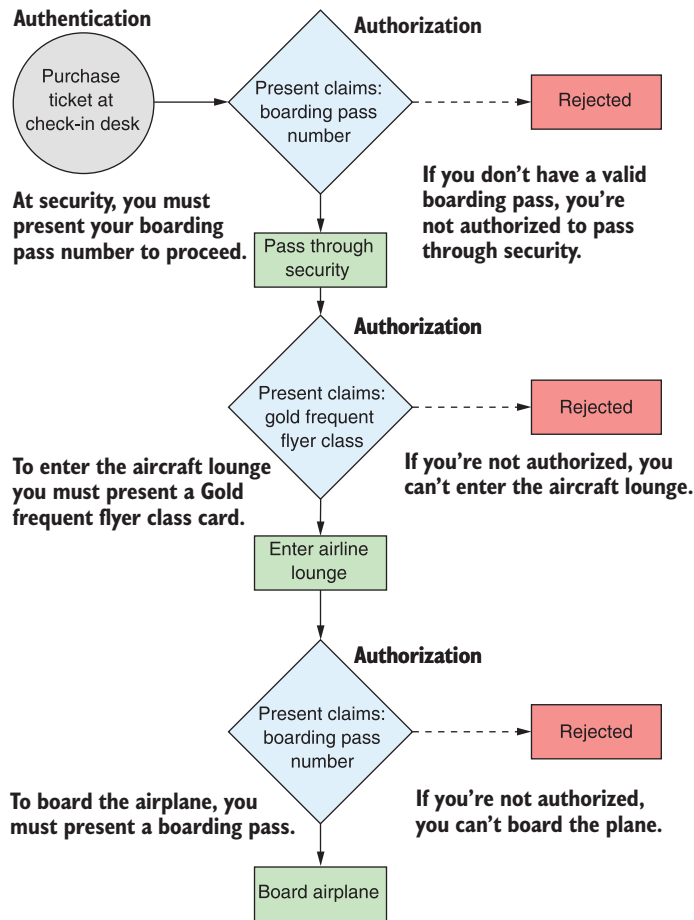 Authentication
Authorization
Purchase
ticket at
check-in desk
Present claims:
boarding pass
number
Rejected
At security, you must
present your boarding
pass number to proceed.
If you don’t have a valid
boarding pass, you’re
not authorized to pass
through security.
Pass through
security
Authorization
Present claims:
gold frequent
flyer class
Rejected
To enter the aircraft lounge
you must present a Gold
frequent flyer class card.
If you’re not authorized, you
can’t enter the aircraft lounge.
Enter airline
lounge
Authorization
Present claims:
boarding pass
number
Rejected
To board the airplane, you
must present a boarding pass.
If you’re not authorized,
you can’t board the plane.
Board airplane